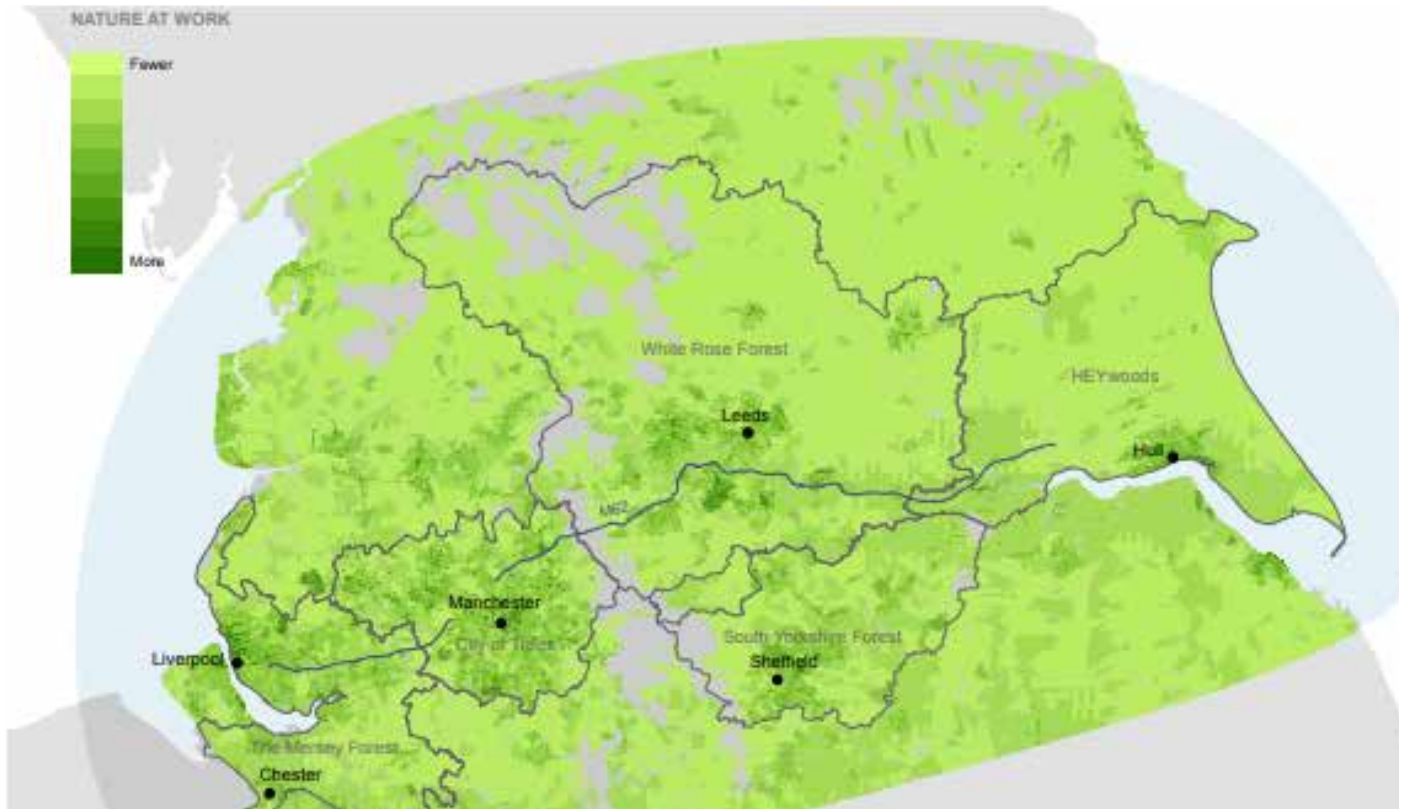 NATURE AT WORK
Fewer
More
White Rose Forest
HEYwoods
Leeds
Hull
M62
Manchester
City of Trees
South Yorkshire Forest
Liverpool
Sheffield
The Mersey Forest
Chester